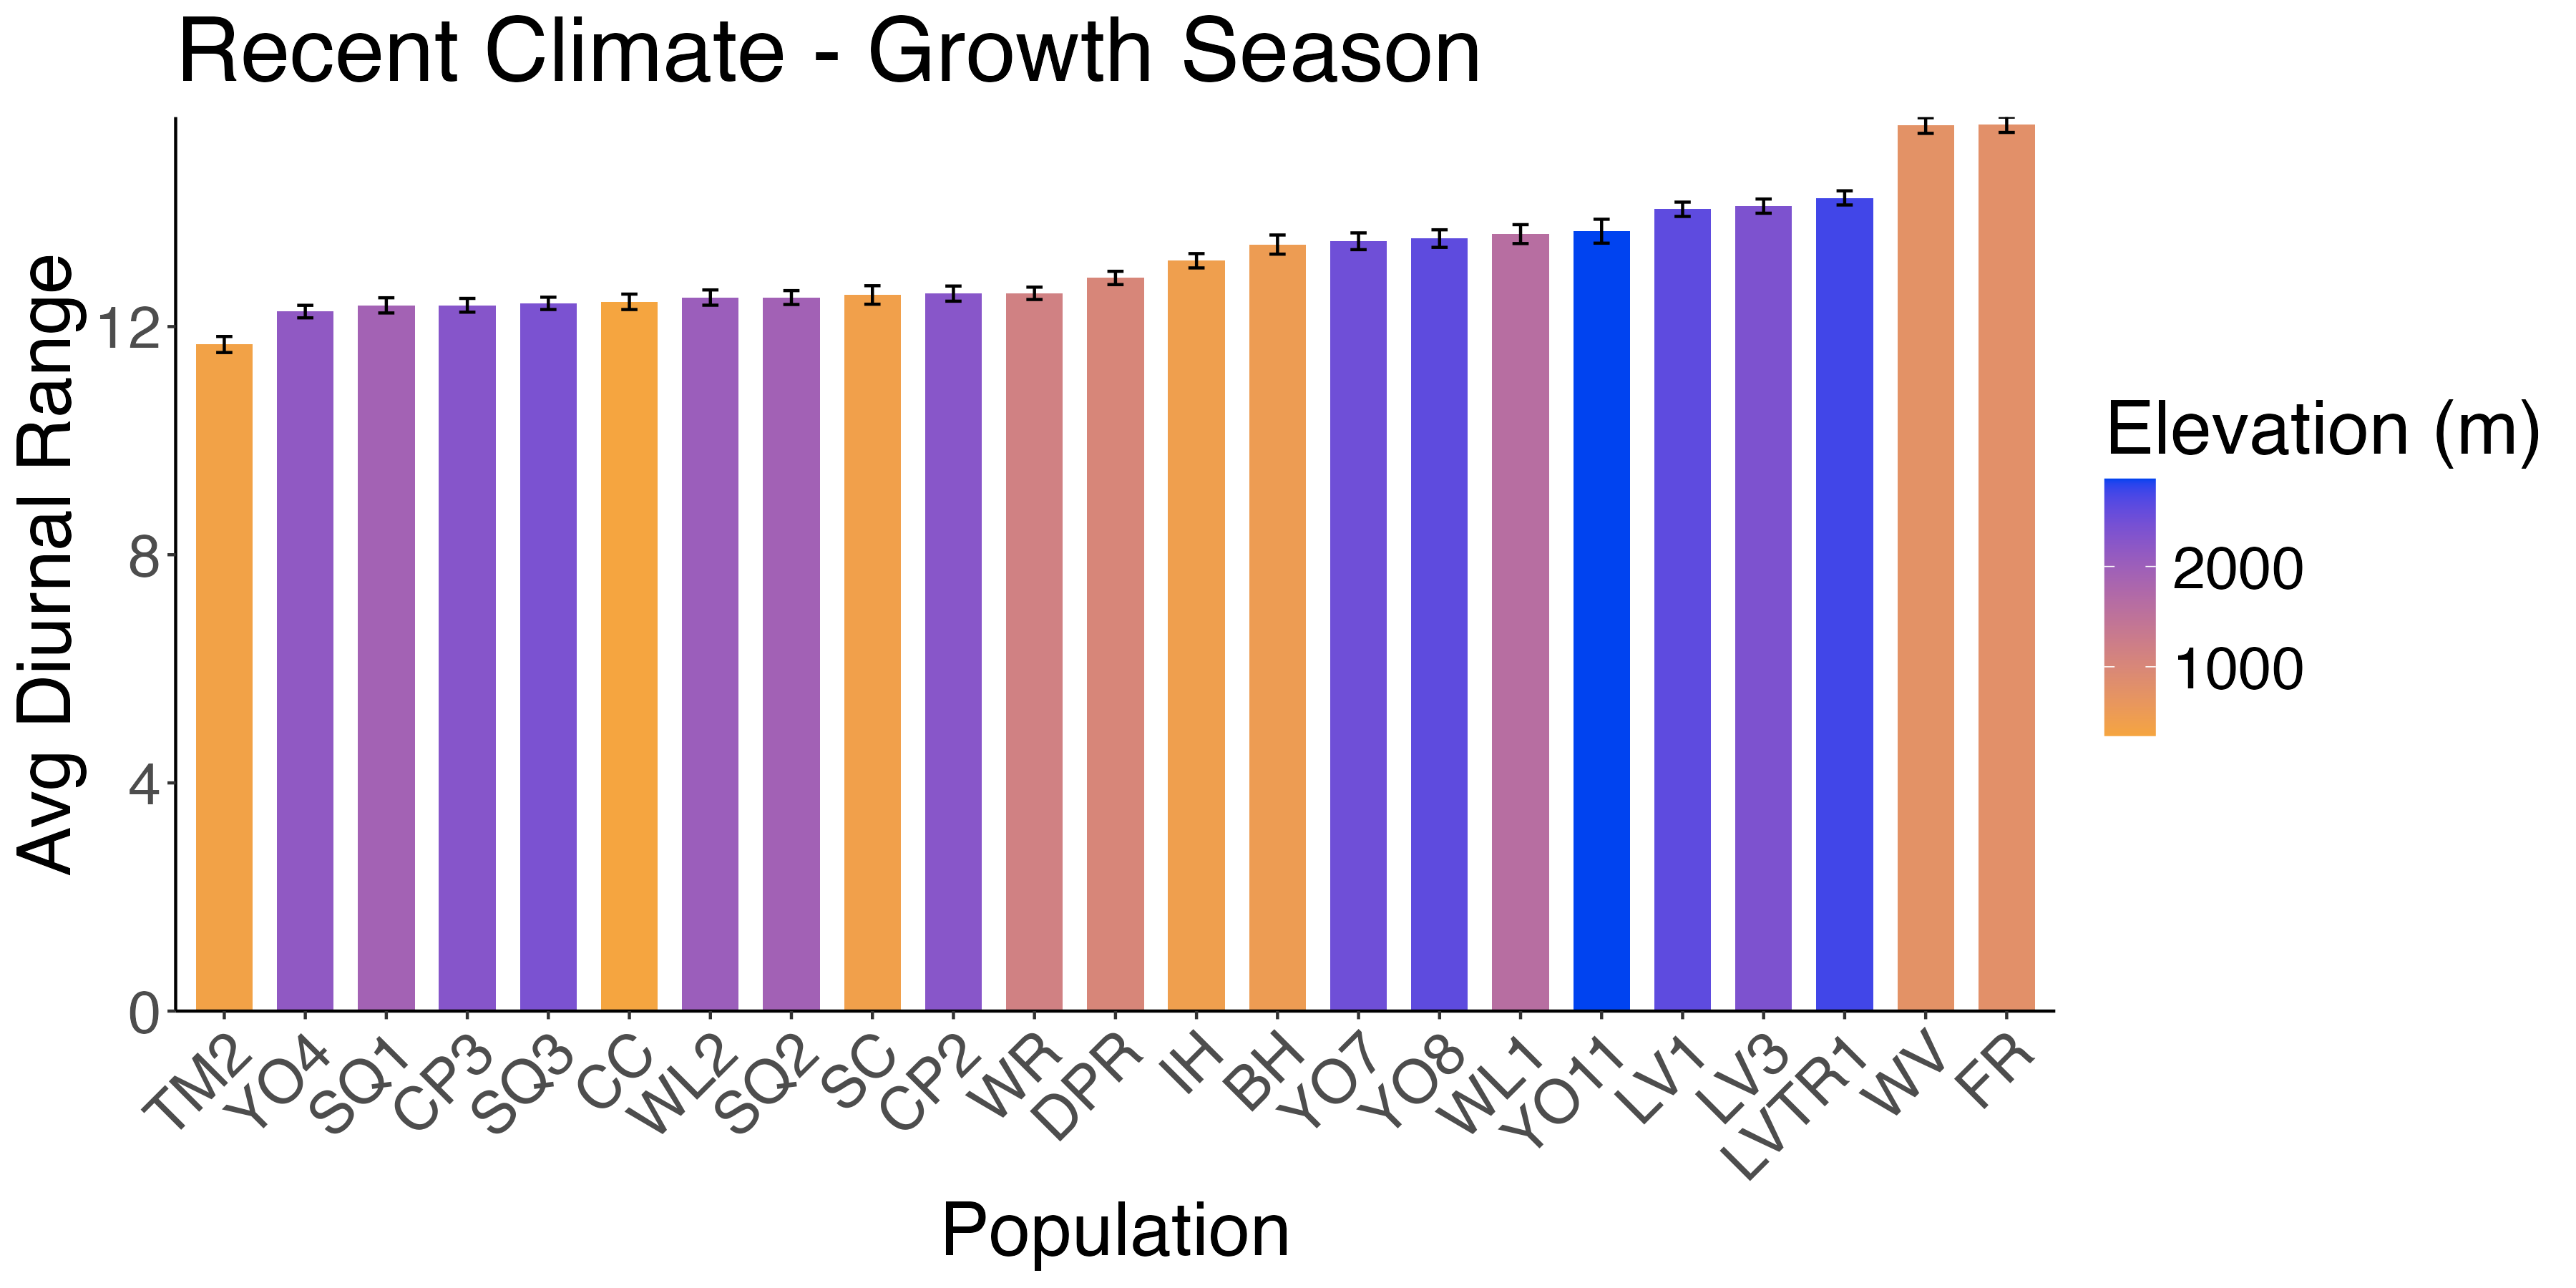 Recent Climate - Growth Season
Avg Diurnal Range
12
8
4
0
TM2
YO4
SQ1
CP3
SQ3
CC
WL2
SQ2
SC
CP2
WR
DPR
IH
BH
YO7
YO8
WL1
YO11
LV1
LV3
LVTR1
WV
FR
Population
Elevation (m)
2000
1000